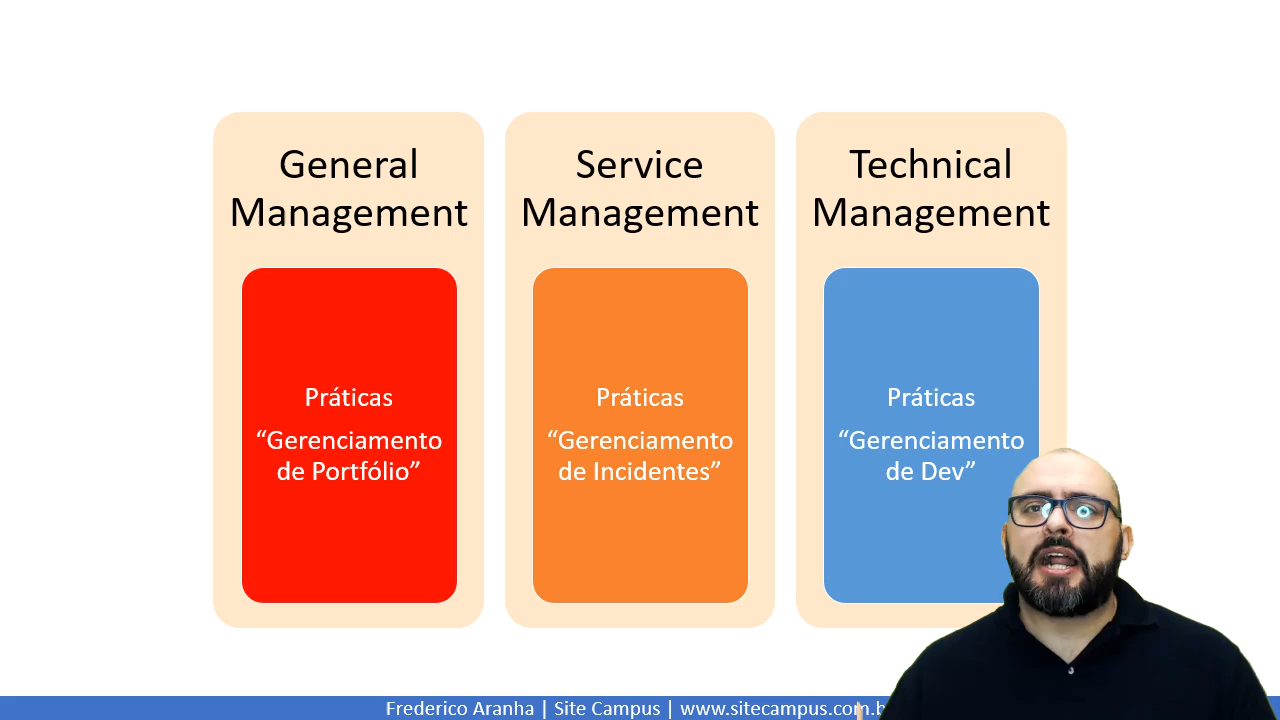 General
Management
Service
Management
Technical
Management
Práticas
“Gerenciamento
de Portfólio”
Práticas
“Gerenciamento
de Incidentes”
Práticas
“Gerenciamento
de Dev”
Frederico Aranha | Site Campus | www.sitecampus.com.b